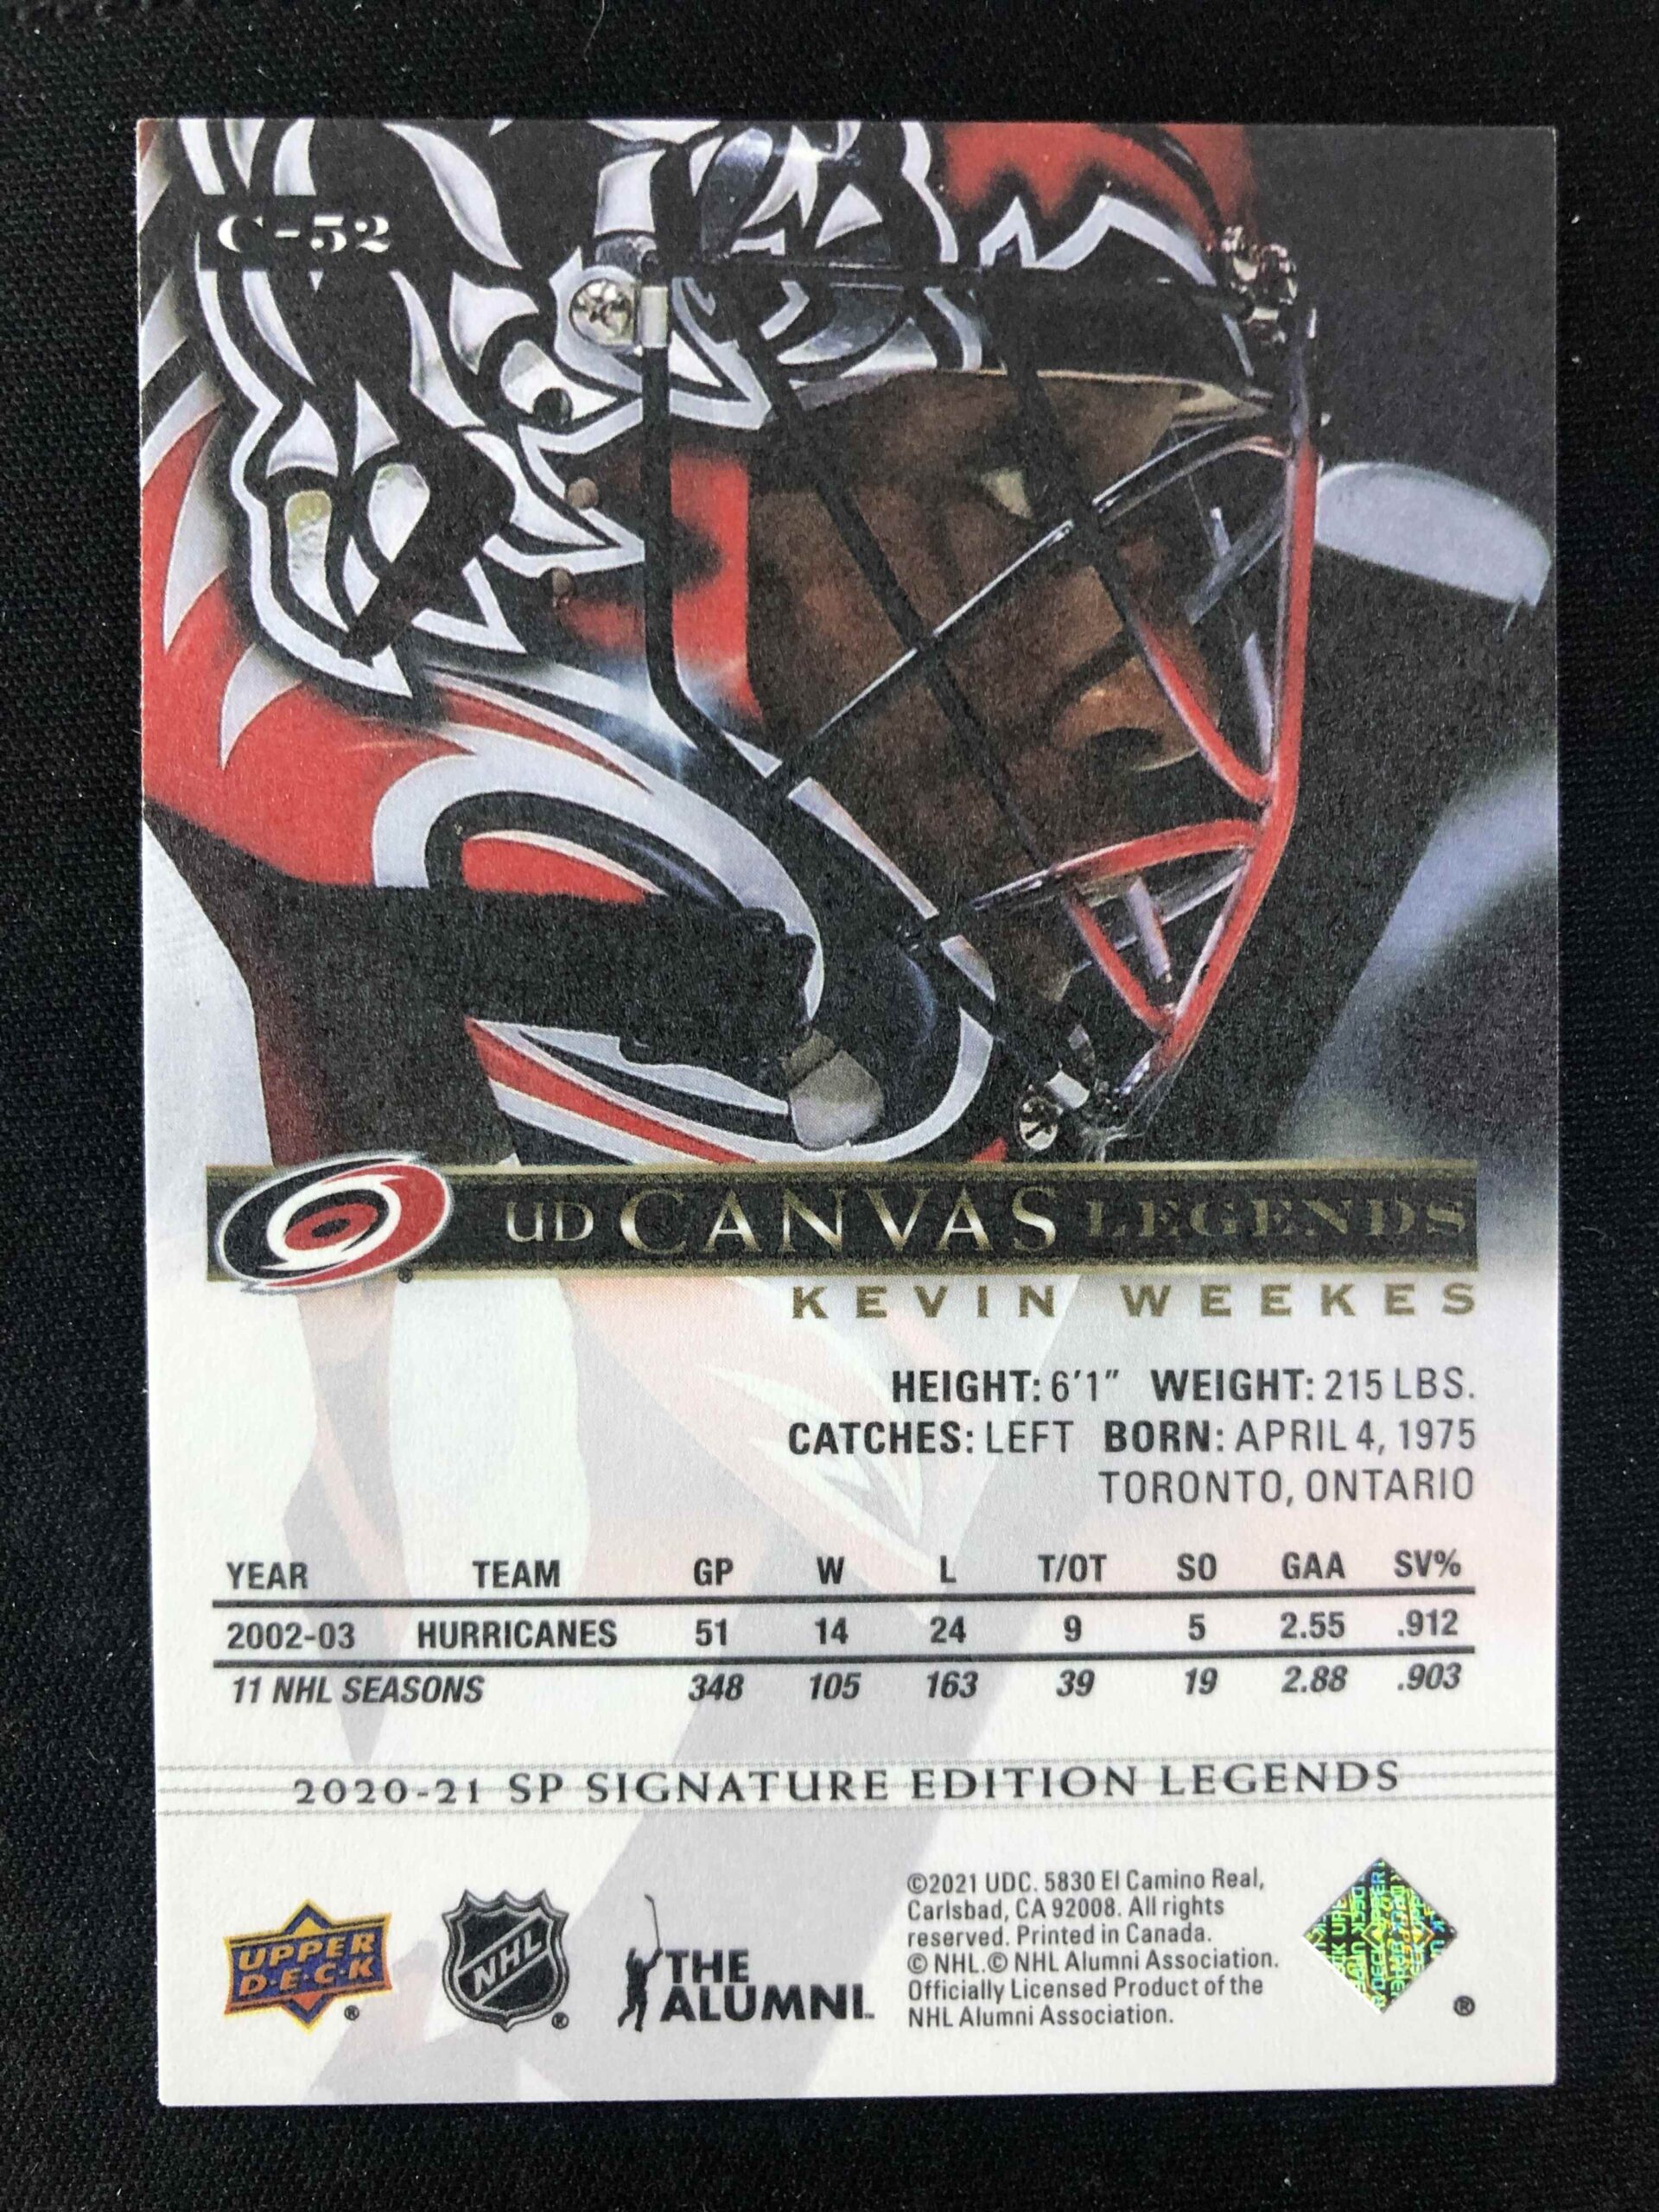 C-52
UD CANVAS LEGENDS
KEVIN WEEKES
HEIGHT: 6'1" WEIGHT: 215 LBS.
CATCHES: LEFT BORN: APRIL 4, 1975
TORONTO, ONTARIO
YEAR TEAM GP W L T/OT SO GAA SV%
2002-03 HURRICANES 51 14 24 9 5 2.55 .912
11 NHL SEASONS 348 105 163 39 19 2.88 .903
2020-21 SP SIGNATURE EDITION LEGENDS
UPPER
D·E·C·K
®
NHL
®
THE
ALUMNI™
©2021 UDC. 5830 El Camino Real,
Carlsbad, CA 92008. All rights
reserved. Printed in Canada.
© NHL.© NHL Alumni Association.
Officially Licensed Product of the
NHL Alumni Association.
®